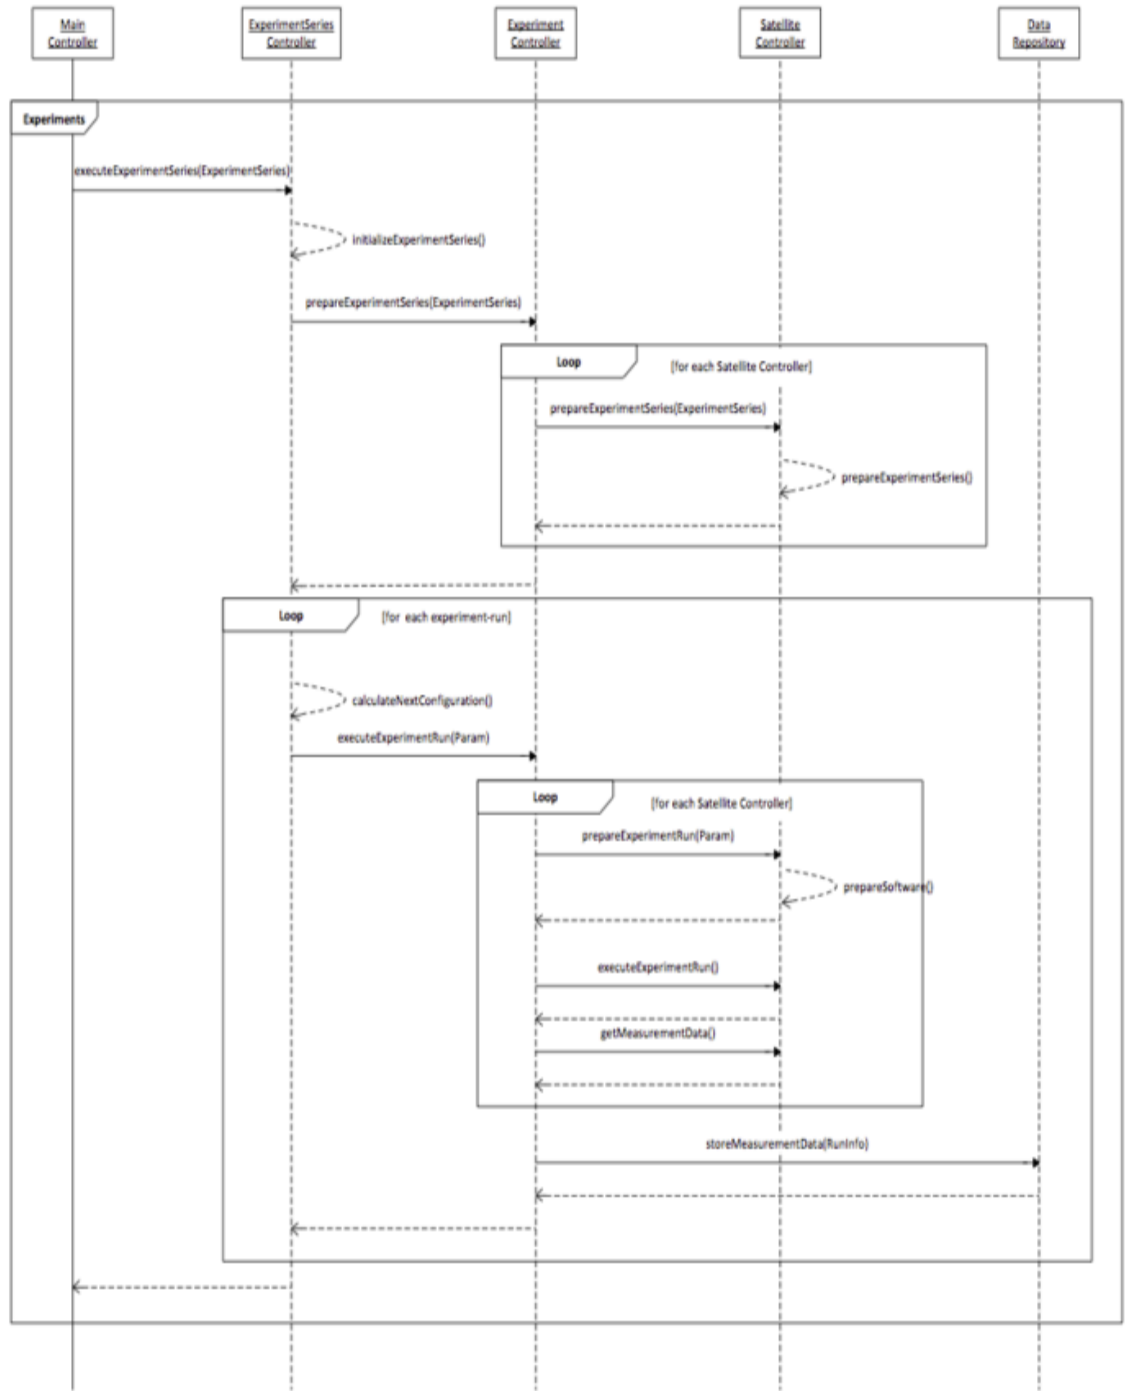 Main
Controller
ExperimentSeries
Controller
Experiment
Controller
Satellite
Controller
Data
Repository
Experiments
executeExperimentSeries(ExperimentSeries)
initializeExperimentSeries()
prepareExperimentSeries(ExperimentSeries)
Loop
[for each Satellite Controller]
prepareExperimentSeries(ExperimentSeries)
prepareExperimentSeries()
Loop
[for each experiment-run]
calculateNextConfiguration()
executeExperimentRun(Param)
Loop
[for each Satellite Controller]
prepareExperimentRun(Param)
prepareSoftware()
executeExperimentRun()
getMeasurementData()
storeMeasurementData(RunInfo)